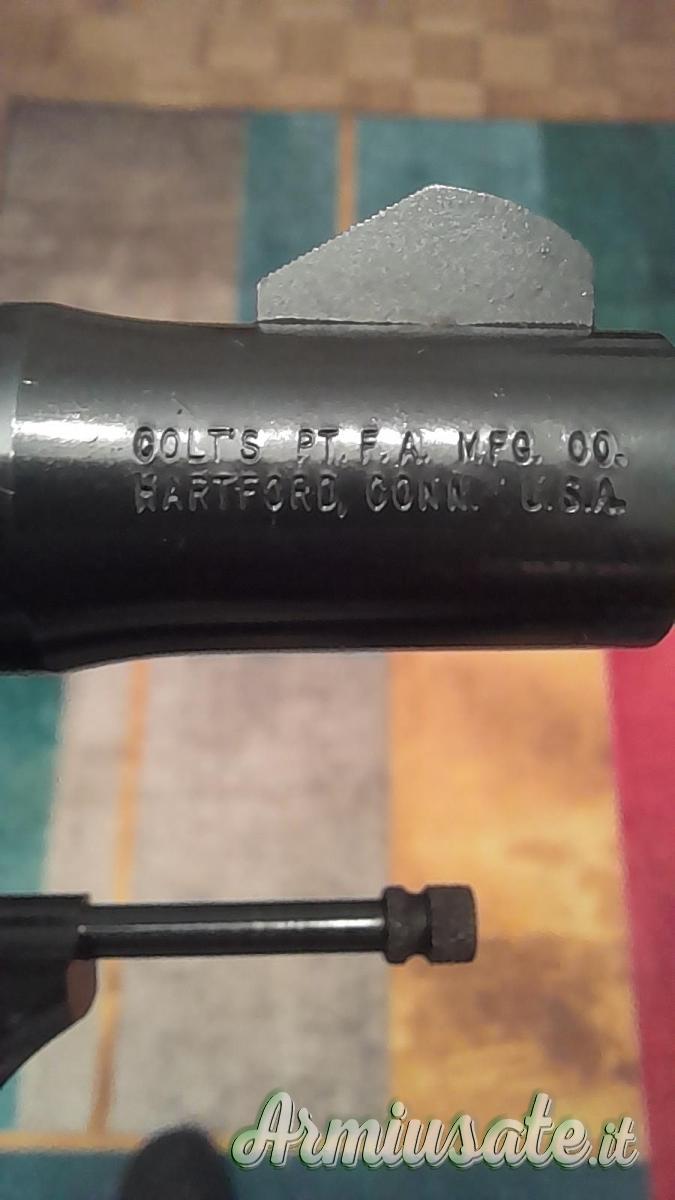 COLT'S PT. F. A. MFG. CO.
HARTFORD, CONN. U.S.A.
Armiusate.it